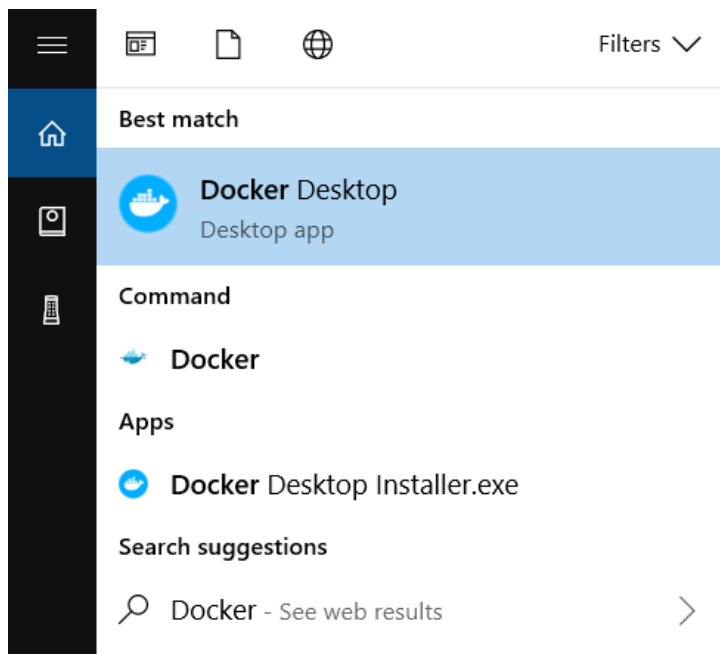 Filters
Best match
Docker Desktop
Desktop app
Command
Docker
Apps
Docker Desktop Installer.exe
Search suggestions
Docker - See web results